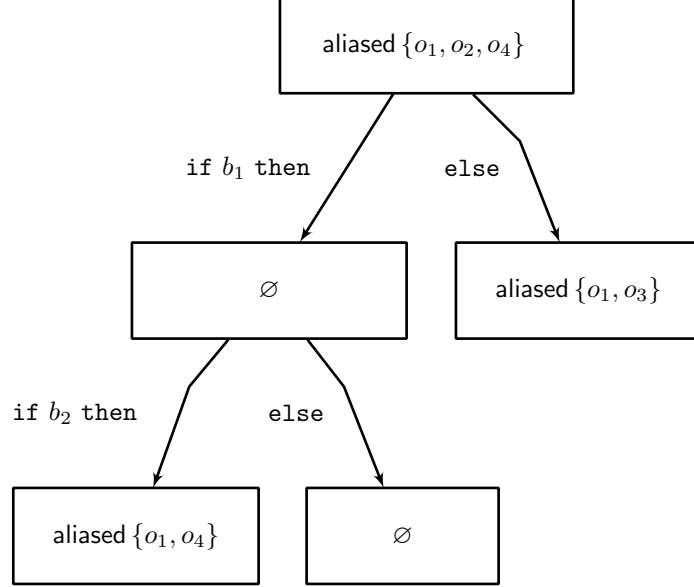 aliased {o₁, o₂, o₄}
if b₁ then
else
∅
aliased {o₁, o₃}
if b₂ then
else
aliased {o₁, o₄}
∅